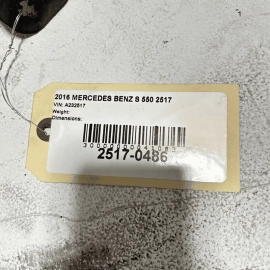 2016 MERCEDES BENZ S 550 2517
VIN: A232517
Weight:
Dimensions:
2517-0486